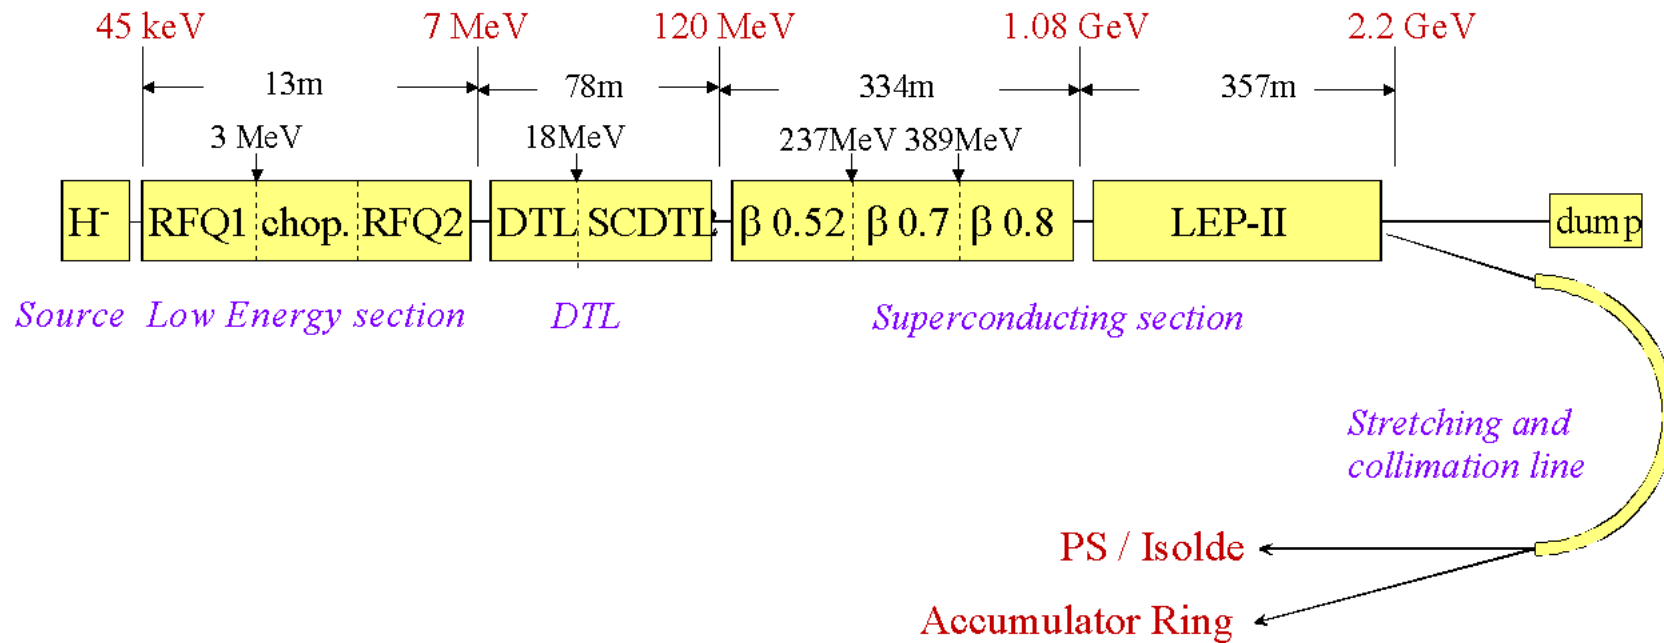 45 keV 7 MeV 120 MeV 1.08 GeV 2.2 GeV
13m 78m 334m 357m
3 MeV 18MeV 237MeV 389MeV
H- RFQ1 chop. RFQ2 DTL SCDTL β 0.52 β 0.7 β 0.8 LEP-II dump
Source Low Energy section DTL Superconducting section
Stretching and
collimation line
PS / Isolde
Accumulator Ring